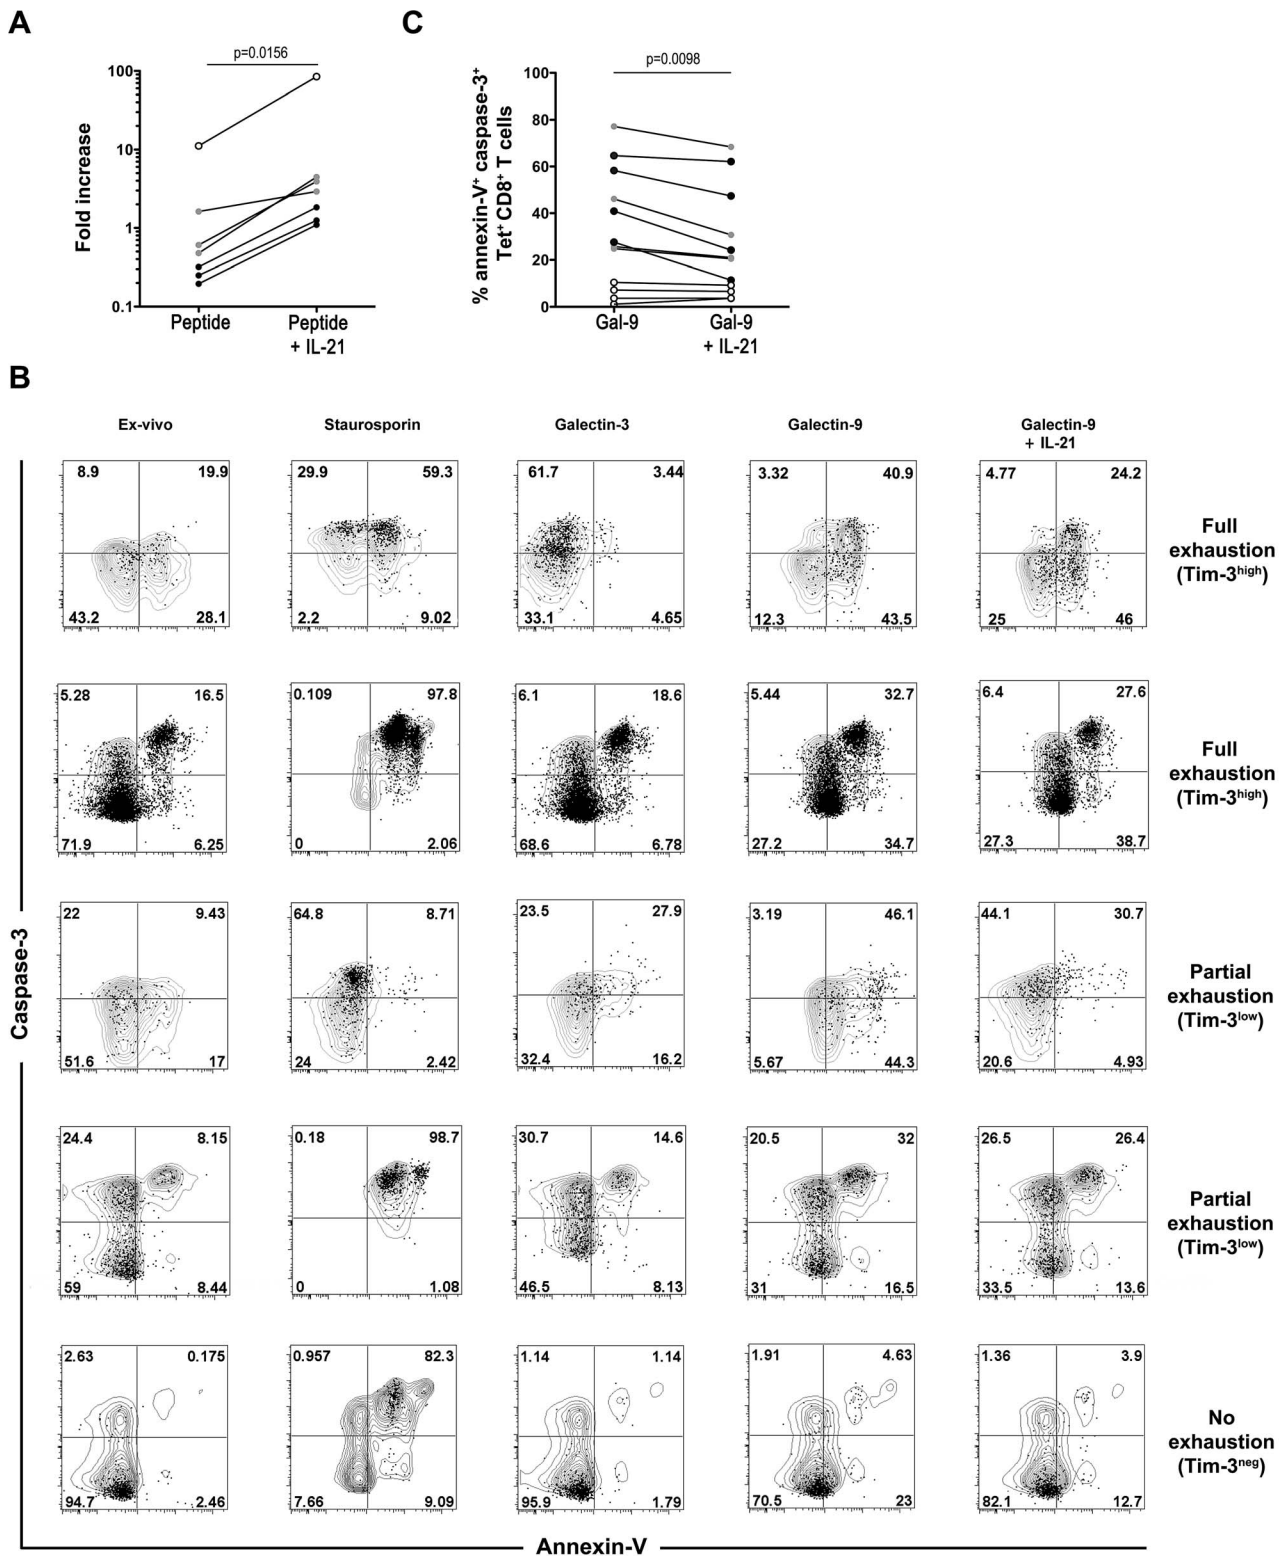 A
C
p=0.0156
100
10
1
0.1
Fold increase
Peptide
Peptide
+ IL-21
p=0.0098
100
80
60
40
20
0
% annexin-V⁺ caspase-3⁺
Tet⁺ CD8⁺ T cells
Gal-9
Gal-9
+ IL-21
B
Ex-vivo
Staurosporin
Galectin-3
Galectin-9
Galectin-9
+ IL-21
8.9 19.9 29.9 59.3 61.7 3.44 3.32 40.9 4.77 24.2
43.2 28.1 2.2 9.02 33.1 4.65 12.3 43.5 25 46
Full
exhaustion
(Tim-3ʰⁱᵍʰ)
5.28 16.5 0.109 97.8 6.1 18.6 5.44 32.7 6.4 27.6
71.9 6.25 0 2.06 68.6 6.78 27.2 34.7 27.3 38.7
Full
exhaustion
(Tim-3ʰⁱᵍʰ)
22 9.43 64.8 8.71 23.5 27.9 3.19 46.1 44.1 30.7
51.6 17 24 2.42 32.4 16.2 5.67 44.3 20.6 4.93
Partial
exhaustion
(Tim-3ˡᵒʷ)
24.4 8.15 0.18 98.7 30.7 14.6 20.5 32 26.5 26.4
59 8.44 0 1.08 46.5 8.13 31 16.5 33.5 13.6
Partial
exhaustion
(Tim-3ˡᵒʷ)
2.63 0.175 0.957 82.3 1.14 1.14 1.91 4.63 1.36 3.9
94.7 2.46 7.66 9.09 95.9 1.79 70.5 23 82.1 12.7
No
exhaustion
(Tim-3ⁿᵉᵍ)
Caspase-3
Annexin-V